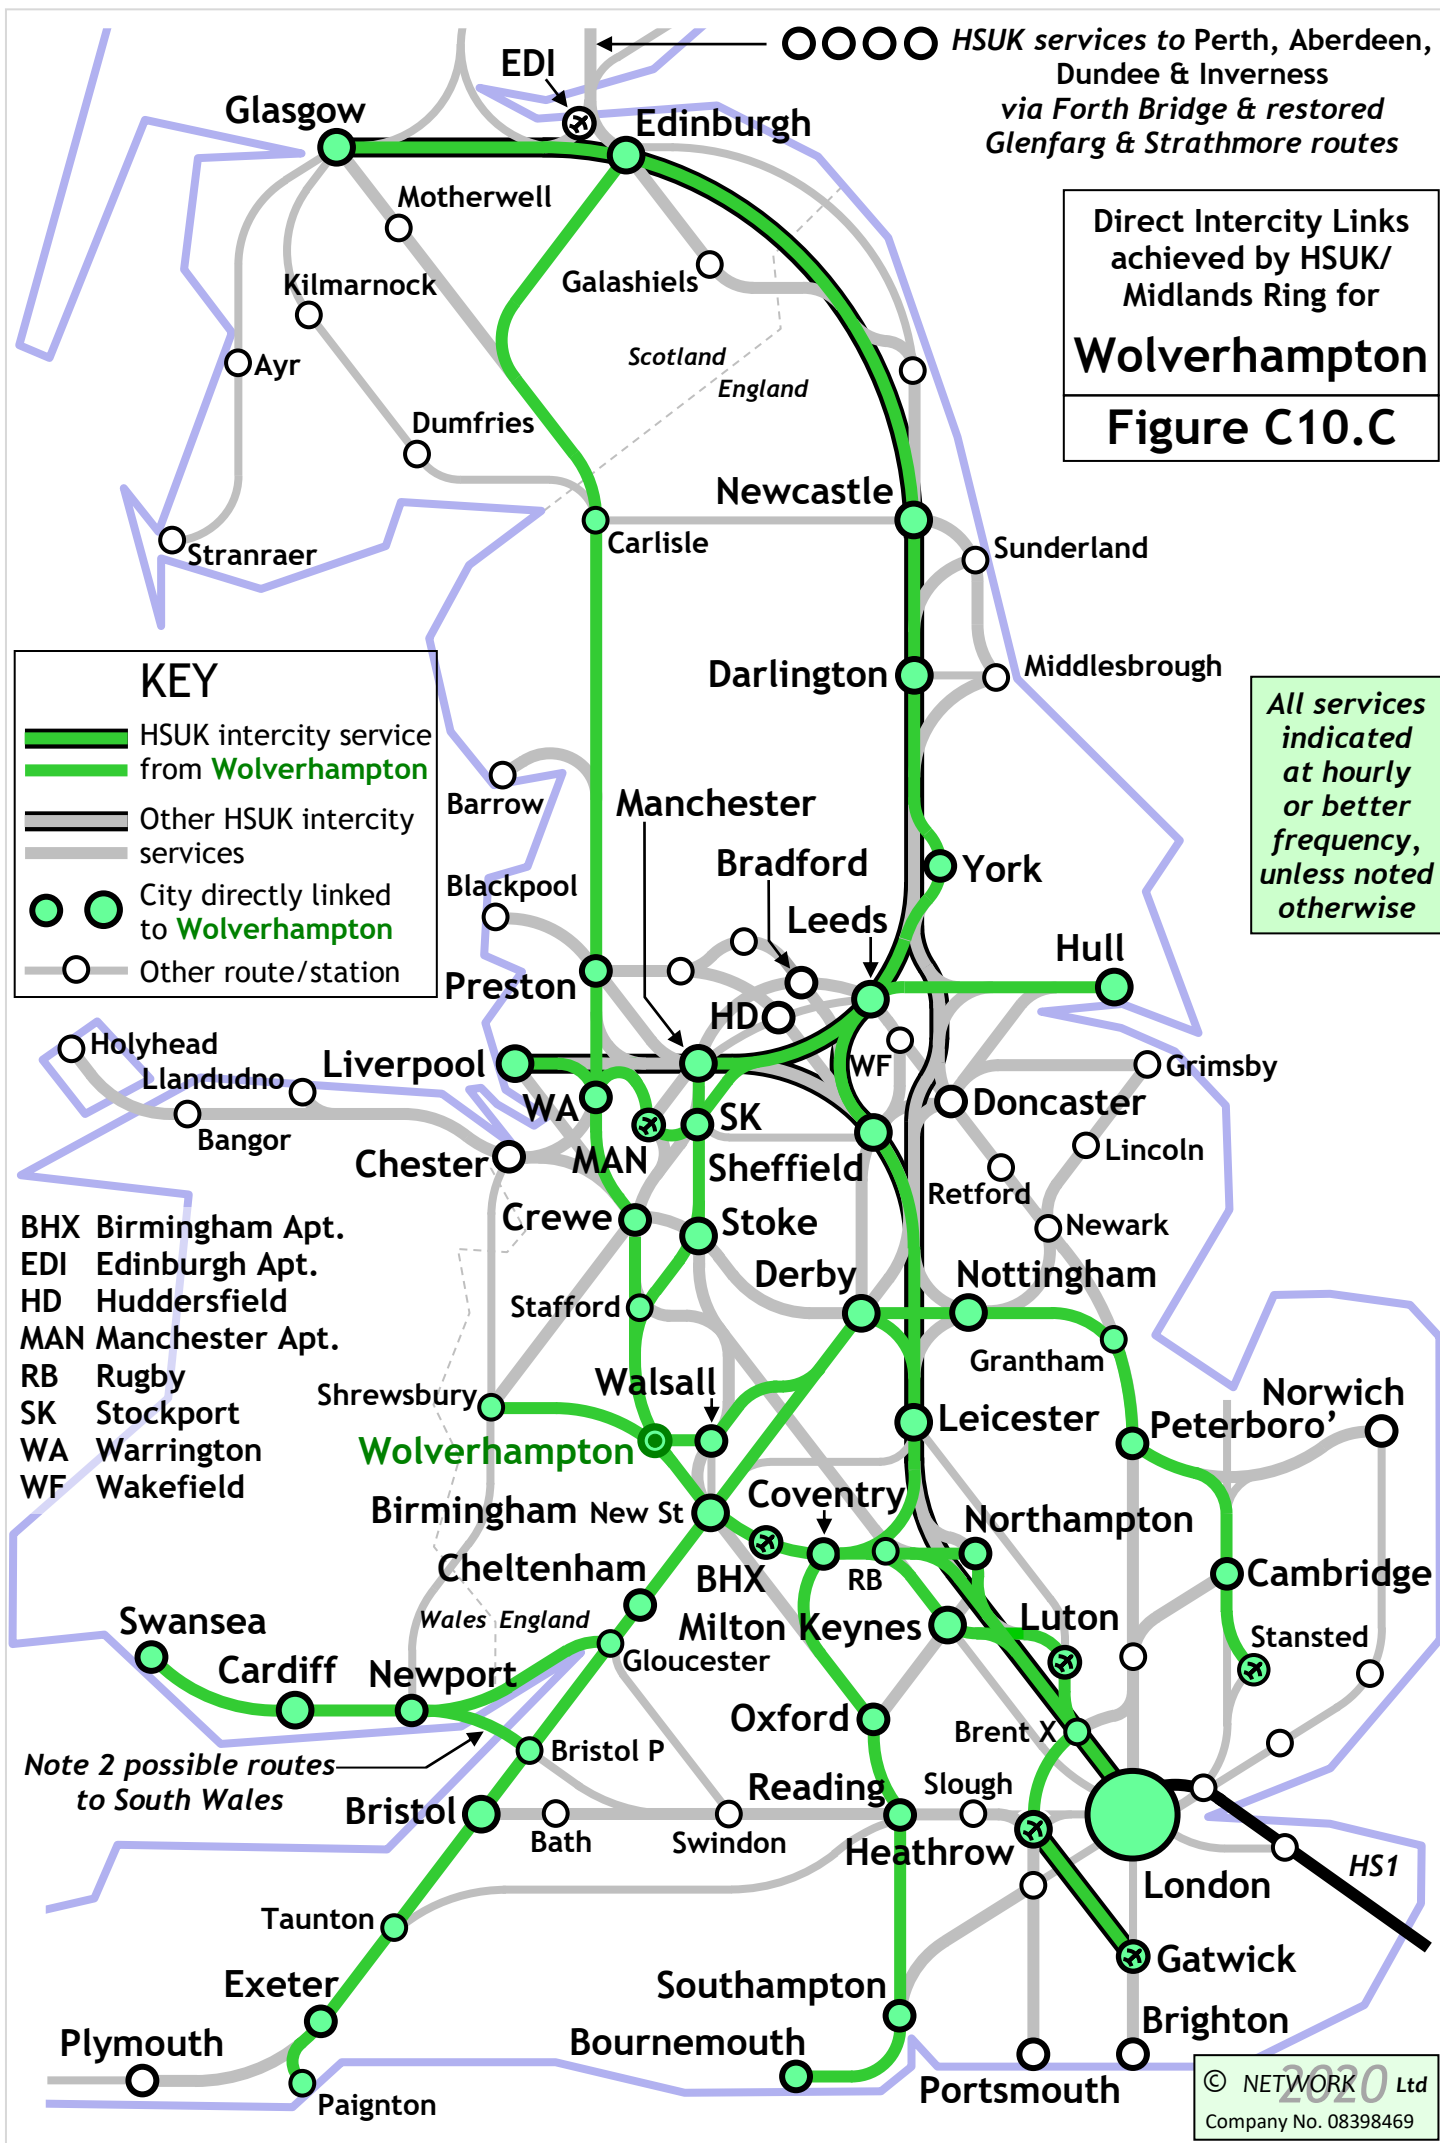 HSUK services to Perth, Aberdeen,
Dundee & Inverness
via Forth Bridge & restored
Glenfarg & Strathmore routes
EDI
Glasgow
Edinburgh
Motherwell
Direct Intercity Links
achieved by HSUK/
Midlands Ring for
Wolverhampton
Figure C10.C
Galashiels
Kilmarnock
Scotland
England
Ayr
Dumfries
Newcastle
Carlisle
Sunderland
Stranraer
Middlesbrough
Darlington
KEY
HSUK intercity service
from Wolverhampton
Other HSUK intercity
services
City directly linked
to Wolverhampton
Other route/station
All services
indicated
at hourly
or better
frequency,
unless noted
otherwise
Barrow
Manchester
Bradford
York
Blackpool
Leeds
Hull
Preston
HD
WF
Holyhead
Llandudno
Liverpool
Grimsby
WA
SK
Doncaster
Bangor
Chester
MAN
Sheffield
Lincoln
Retford
Crewe
Stoke
Newark
BHX Birmingham Apt.
EDI Edinburgh Apt.
HD Huddersfield
MAN Manchester Apt.
RB Rugby
SK Stockport
WA Warrington
WF Wakefield
Derby
Nottingham
Stafford
Grantham
Shrewsbury
Walsall
Norwich
Leicester
Peterboro’
Wolverhampton
Coventry
Birmingham New St
Northampton
Cheltenham
BHX
RB
Cambridge
Swansea
Wales England
Milton Keynes
Luton
Stansted
Cardiff
Newport
Gloucester
Oxford
Brent X
Note 2 possible routes
to South Wales
Bristol P
Reading
Slough
Bristol
Bath
Swindon
Heathrow
HS1
London
Taunton
Gatwick
Exeter
Southampton
Brighton
Plymouth
Bournemouth
Portsmouth
Paignton
© NETWORK 2020 Ltd
Company No. 08398469